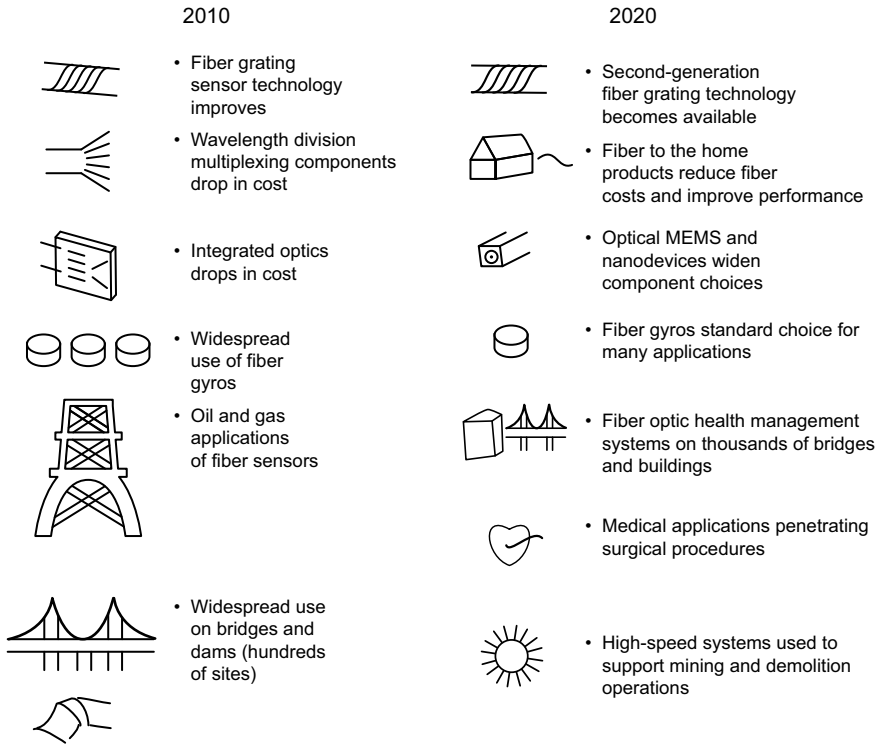 2010
• Fiber grating
sensor technology
improves
• Wavelength division
multiplexing components
drop in cost
• Integrated optics
drops in cost
• Widespread
use of fiber
gyros
• Oil and gas
applications
of fiber sensors
• Widespread use
on bridges and
dams (hundreds
of sites)
2020
• Second-generation
fiber grating technology
becomes available
• Fiber to the home
products reduce fiber
costs and improve performance
• Optical MEMS and
nanodevices widen
component choices
• Fiber gyros standard choice for
many applications
• Fiber optic health management
systems on thousands of bridges
and buildings
• Medical applications penetrating
surgical procedures
• High-speed systems used to
support mining and demolition
operations